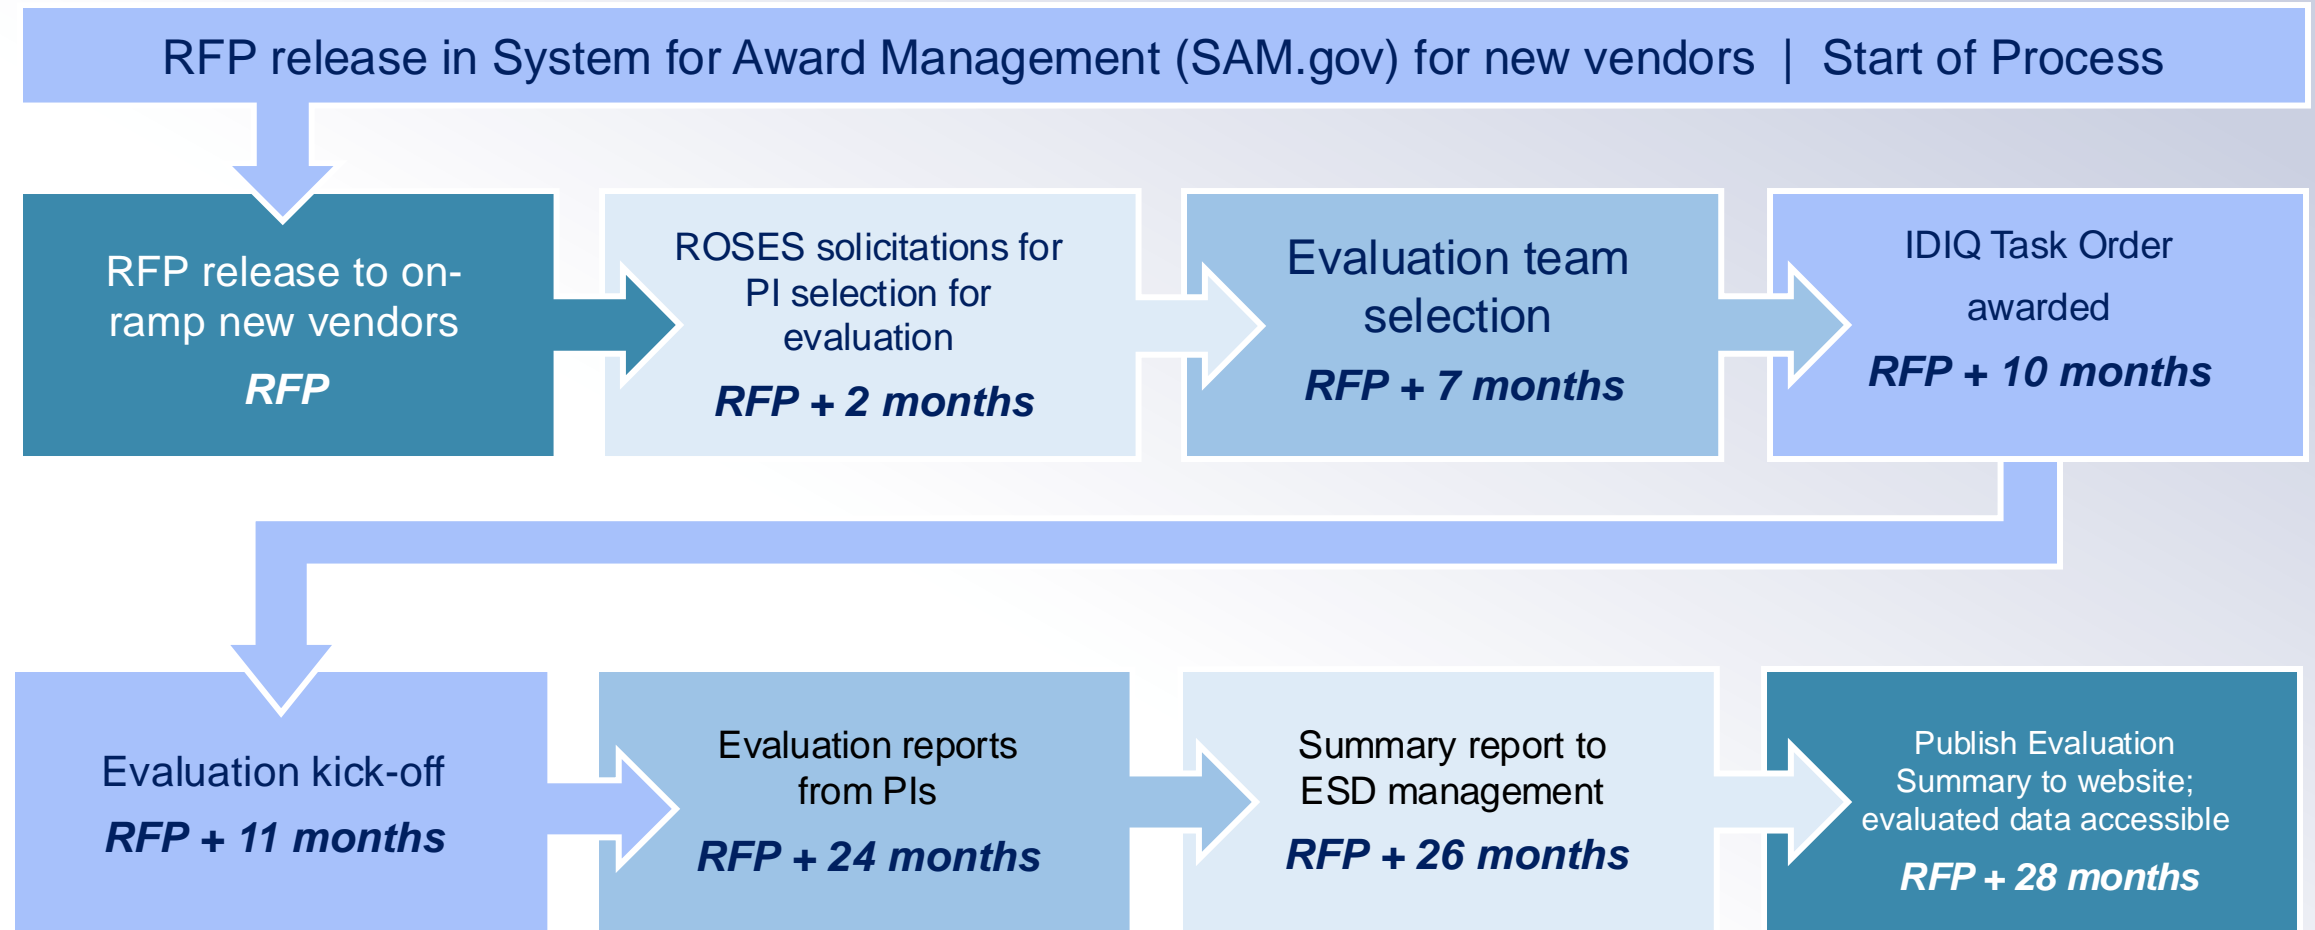 RFP release in System for Award Management (SAM.gov) for new vendors | Start of Process
RFP release to on-
ramp new vendors
RFP
ROSES solicitations for
PI selection for
evaluation
RFP + 2 months
Evaluation team
selection
RFP + 7 months
IDIQ Task Order
awarded
RFP + 10 months
Evaluation kick-off
RFP + 11 months
Evaluation reports
from PIs
RFP + 24 months
Summary report to
ESD management
RFP + 26 months
Publish Evaluation
Summary to website;
evaluated data accessible
RFP + 28 months